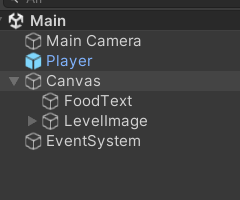 Main
Main Camera
Player
Canvas
FoodText
LevelImage
EventSystem